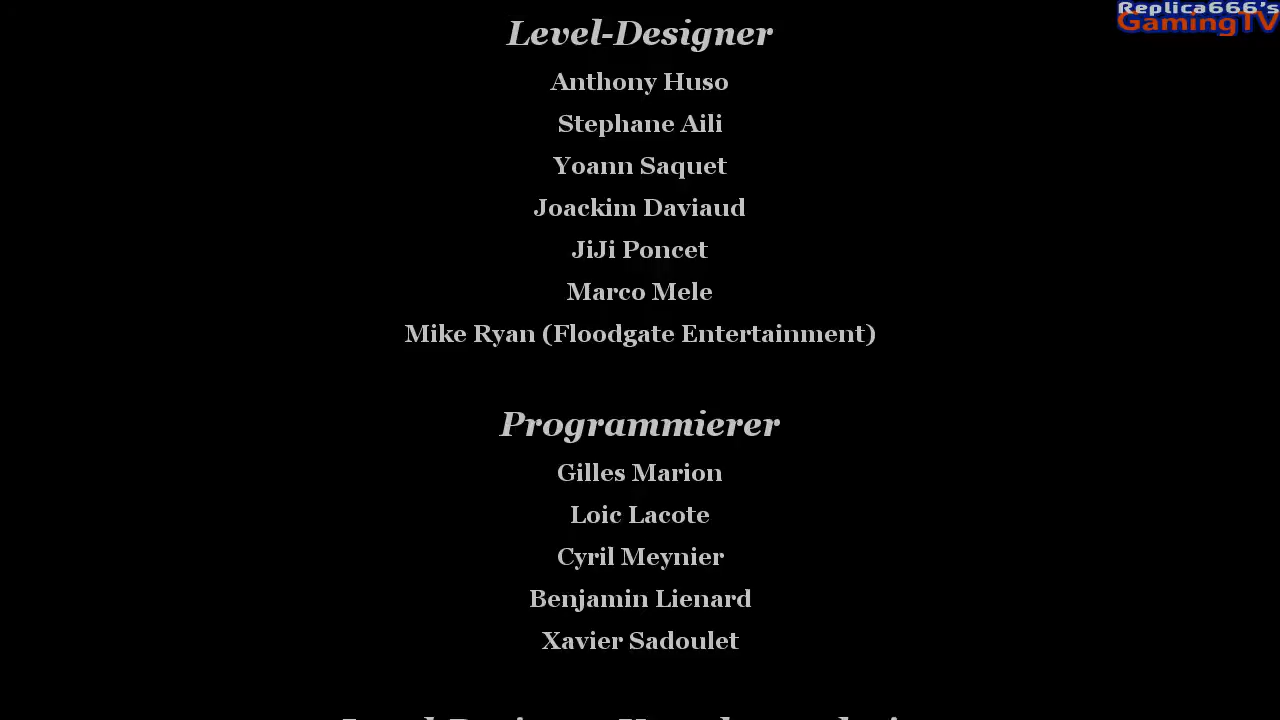 Replica666's
GamingTV
Level-Designer
Anthony Huso
Stephane Aili
Yoann Saquet
Joackim Daviaud
JiJi Poncet
Marco Mele
Mike Ryan (Floodgate Entertainment)
Programmierer
Gilles Marion
Loic Lacote
Cyril Meynier
Benjamin Lienard
Xavier Sadoulet